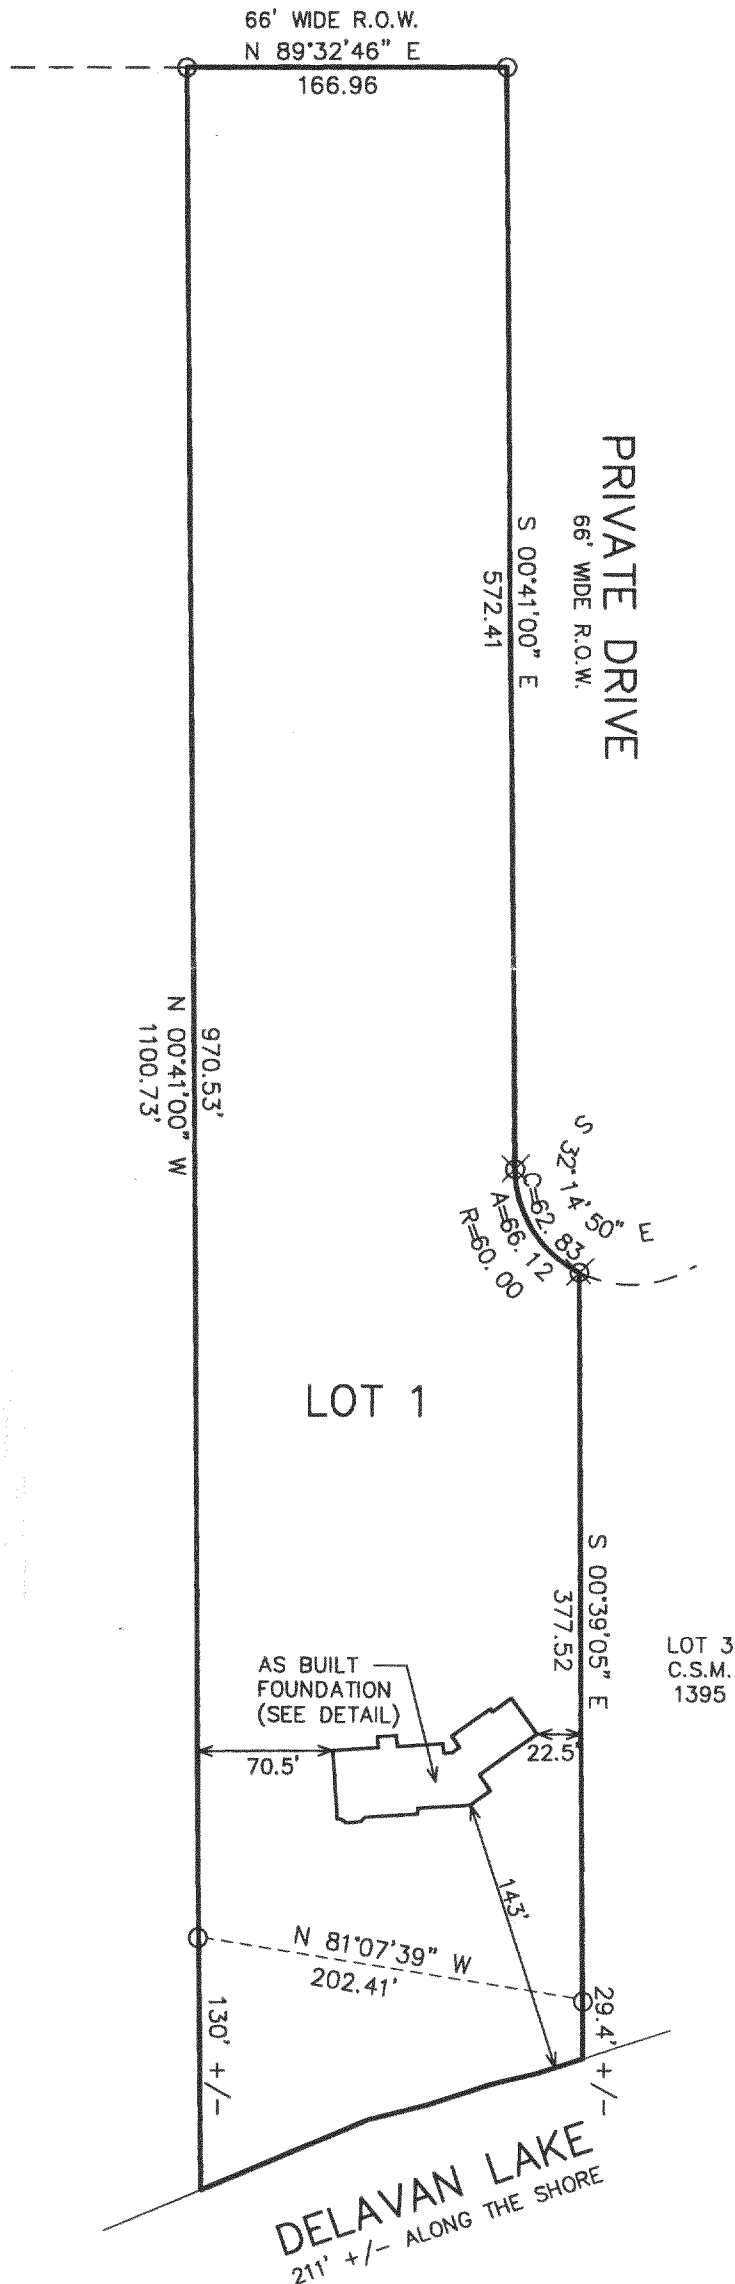 66' WIDE R.O.W.
N 89°32'46" E
166.96
PRIVATE DRIVE
66' WIDE R.O.W.
S 00°41'00" E
572.41
970.53'
N 00°41'00" W
1100.73'
S 32°14'50" E
C=62.83
A=66.12
R=60.00
LOT 1
S 00°39'05" E
377.52
LOT 3
C.S.M.
1395
AS BUILT
FOUNDATION
(SEE DETAIL)
70.5'
22.5'
143'
N 81°07'39" W
202.41'
130' +/-
29.4' +/-
DELAVAN LAKE
211' +/- ALONG THE SHORE